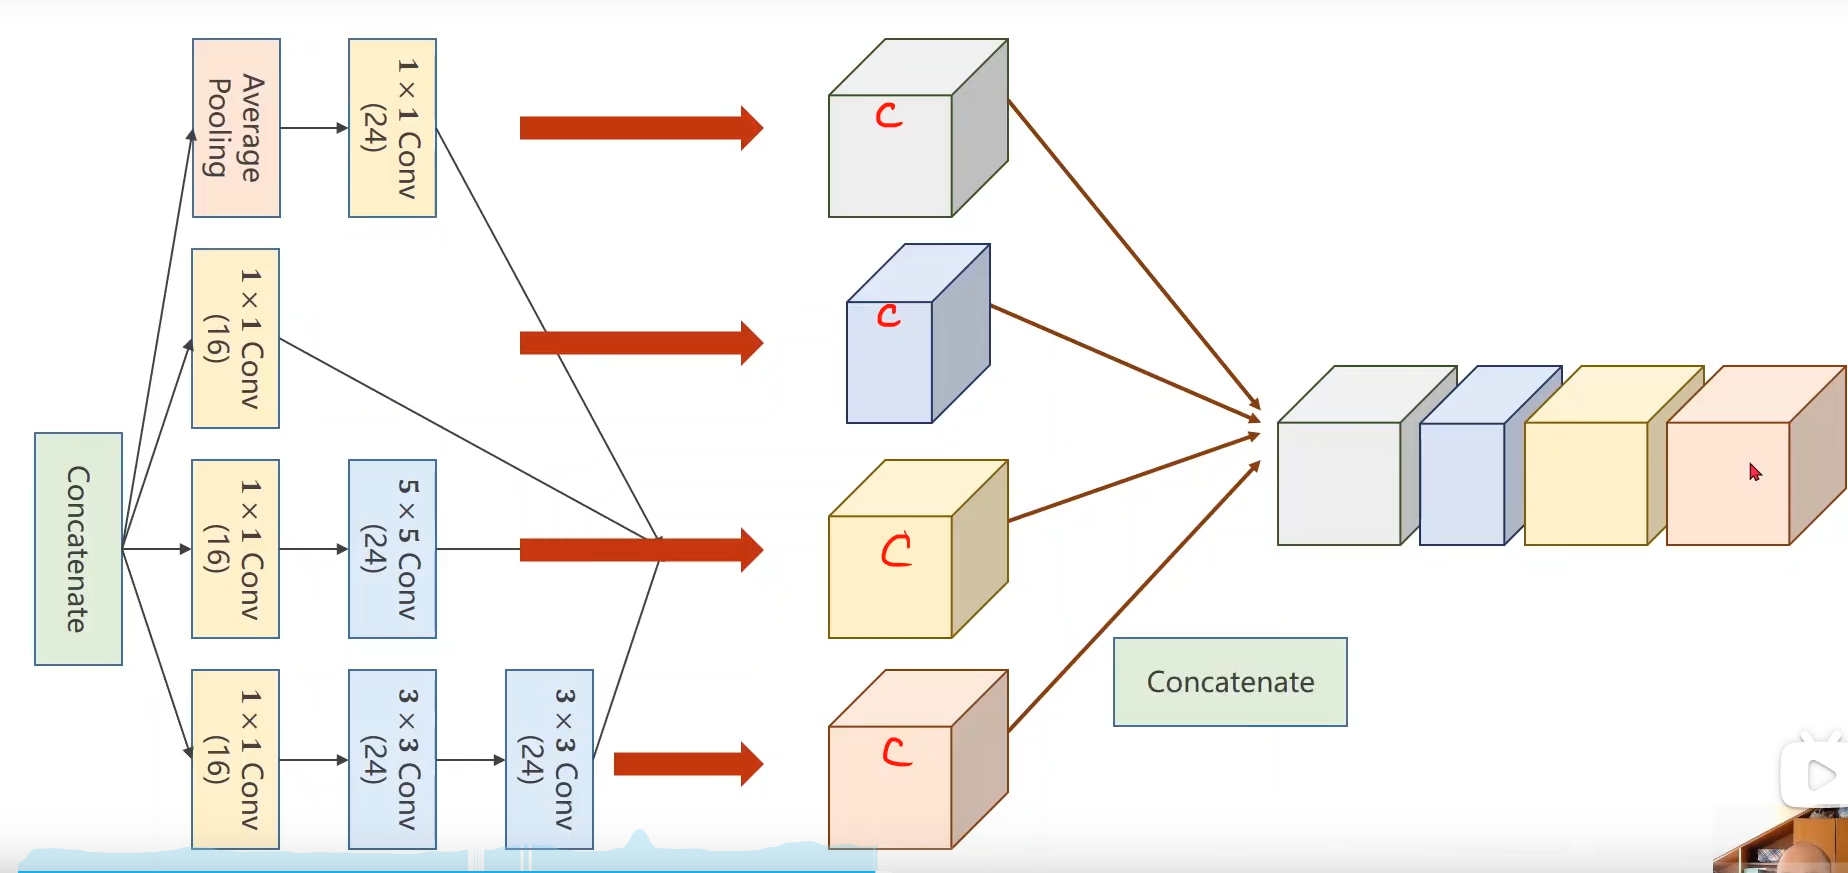 Average
Pooling
1 × 1 Conv
(24)
C
1 × 1 Conv
(16)
C
Concatenate
1 × 1 Conv
(16)
5 × 5 Conv
(24)
C
1 × 1 Conv
(16)
3 × 3 Conv
(24)
3 × 3 Conv
(24)
C
Concatenate